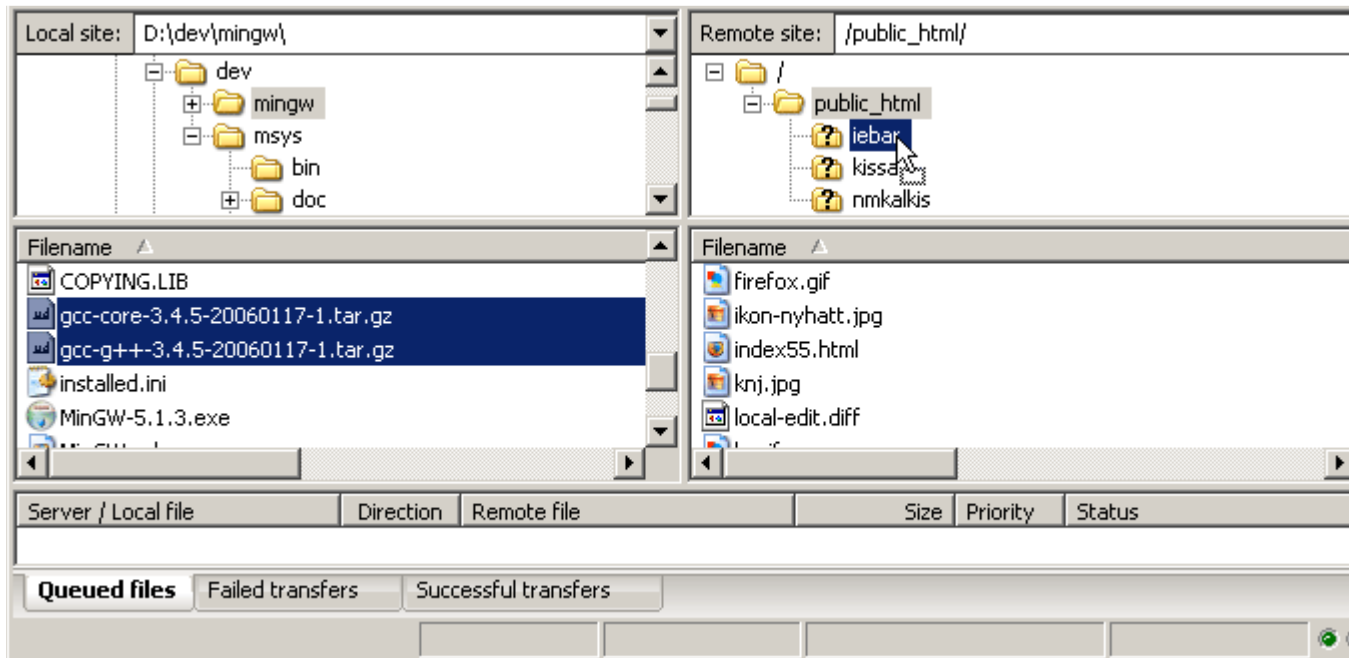 Local site: D:\dev\mingw\
dev
mingw
msys
bin
doc
Filename
COPYING.LIB
gcc-core-3.4.5-20060117-1.tar.gz
gcc-g++-3.4.5-20060117-1.tar.gz
installed.ini
MinGW-5.1.3.exe
Remote site: /public_html/
/
public_html
iebar
kissa
nmkalkis
Filename
firefox.gif
ikon-nyhatt.jpg
index55.html
knj.jpg
local-edit.diff
Server / Local file Direction Remote file Size Priority Status
Queued files Failed transfers Successful transfers